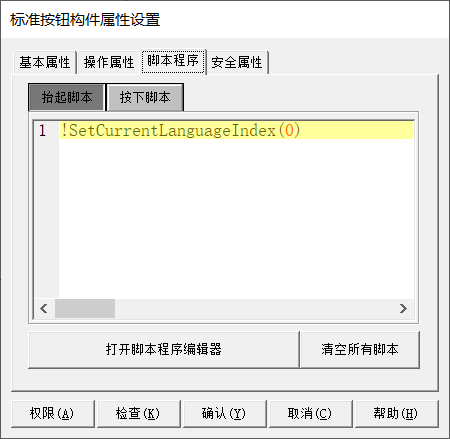 标准按钮构件属性设置
基本属性 操作属性 脚本程序 安全属性
抬起脚本 按下脚本
1 !SetCurrentLanguageIndex(0)
打开脚本程序编辑器 清空所有脚本
权限(A) 检查(K) 确认(Y) 取消(C) 帮助(H)